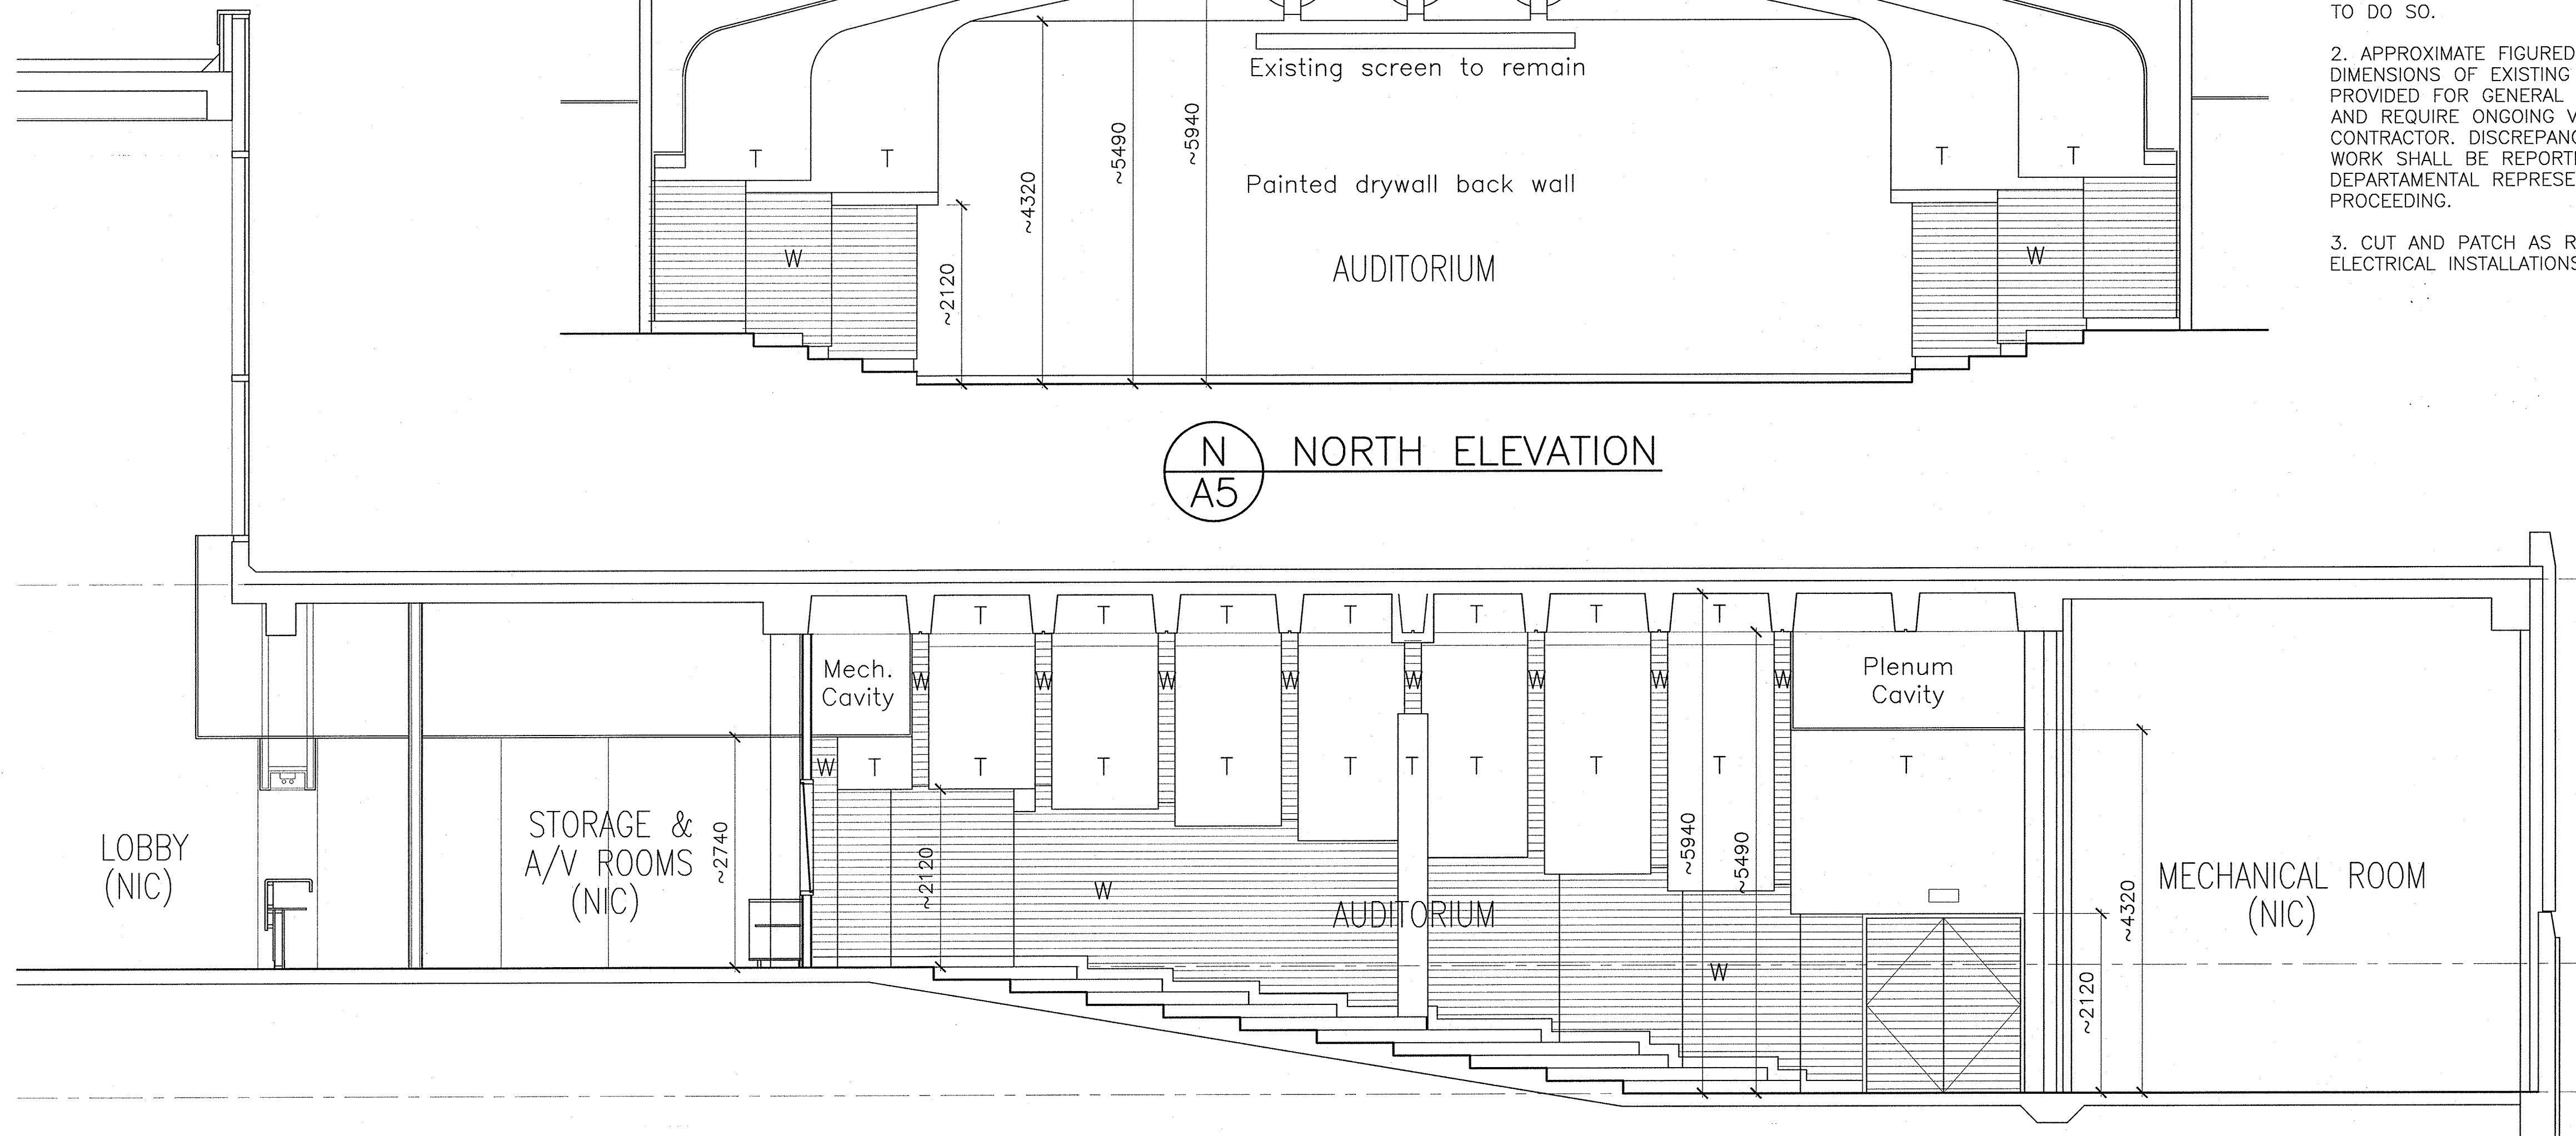 TO DO SO.
2. APPROXIMATE FIGURED
DIMENSIONS OF EXISTING
PROVIDED FOR GENERAL
AND REQUIRE ONGOING
CONTRACTOR.
WORK SHALL BE
DEPARTAMENTAL
PROCEEDING.
3. CUT AND PATCH AS
ELECTRICAL INSTALLATIONS
Existing screen to remain
~5490
~5940
~4320
T
T
T
T
Painted drywall back wall
W
AUDITORIUM
W
~2120
N
A5
NORTH ELEVATION
T
T
T
T
T
T
T
Mech.
Cavity
W
W
W
W
W
W
W
W
Plenum
Cavity
W
T
T
T
T
T
T
T
T
T
T
LOBBY
(NIC)
STORAGE &
A/V ROOMS
(NIC)
~2740
~2120
W
AUDITORIUM
~5940
~5490
W
~4320
~2120
MECHANICAL ROOM
(NIC)